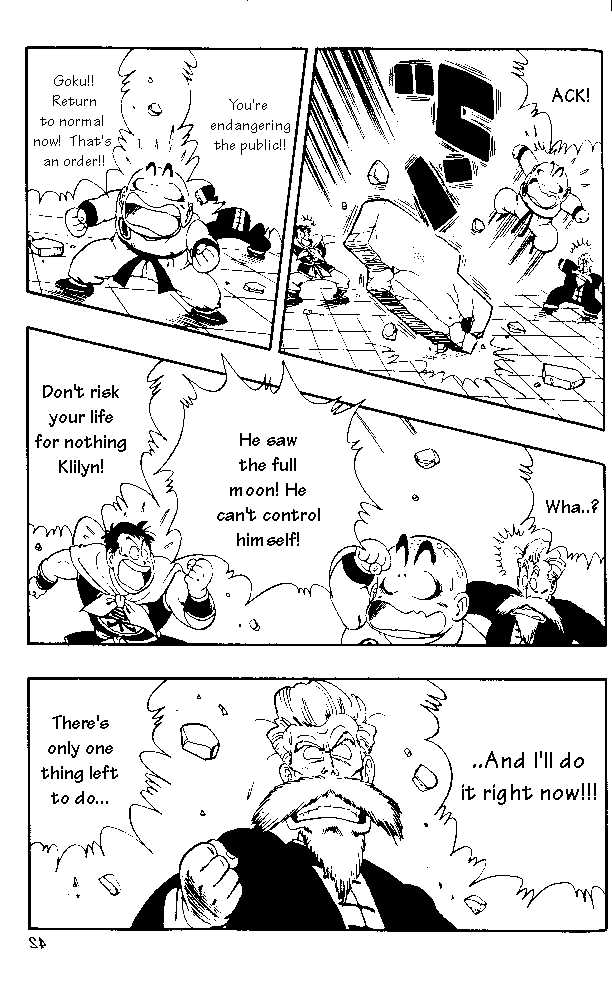 Goku!!
Return
to normal
now! That's
an order!!
You're
endangering
the public!!
ACK!
Don't risk
your life
for nothing
Klilyn!
He saw
the full
moon! He
can't control
himself!
Wha..?
There's
only one
thing left
to do...
..And I'll do
it right now!!!
42